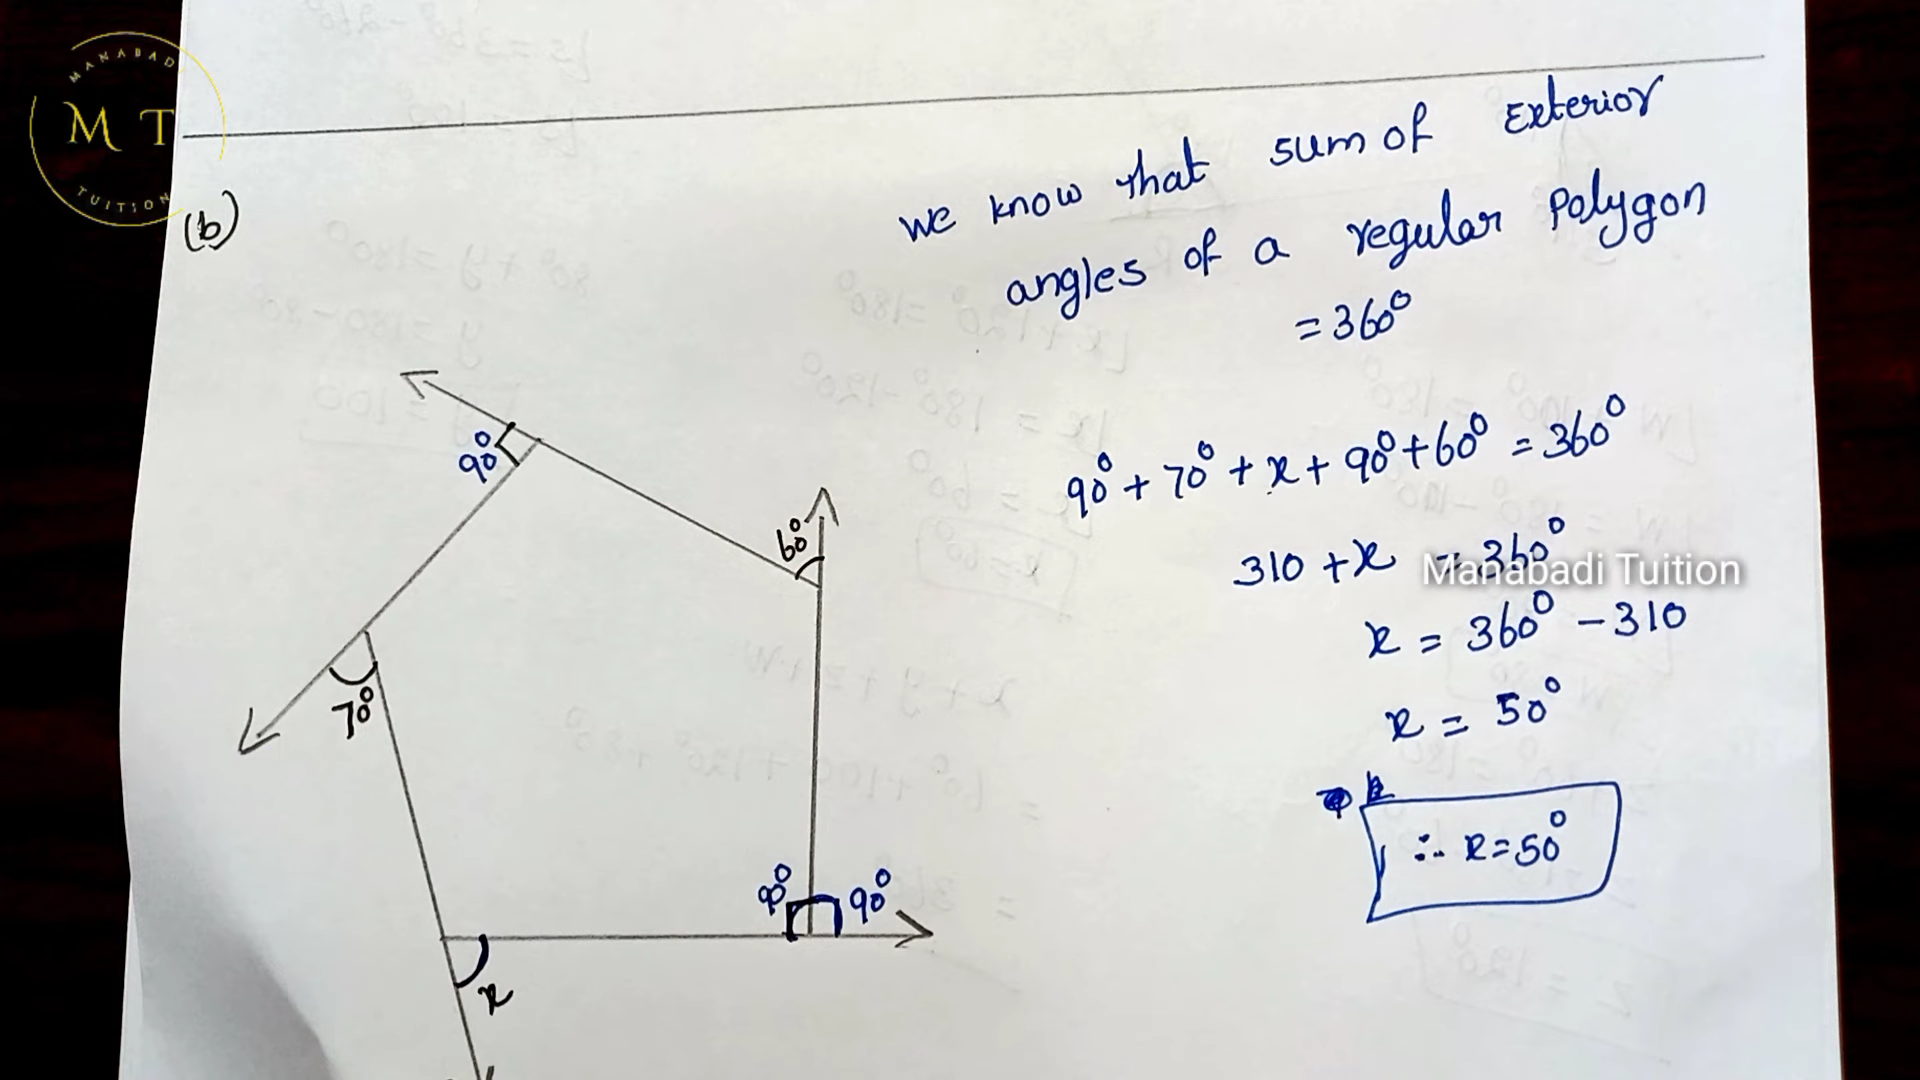 MANABADI
M T
TUITION
(b)
we know that sum of Exterior
angles of a regular Polygon
= 360°
90° + 70° + x + 90° + 60° = 360°
310 + x = 360°
Manabadi Tuition
x = 360° - 310
x = 50°
∴ x = 50°
90°
60°
70°
90° 90°
x